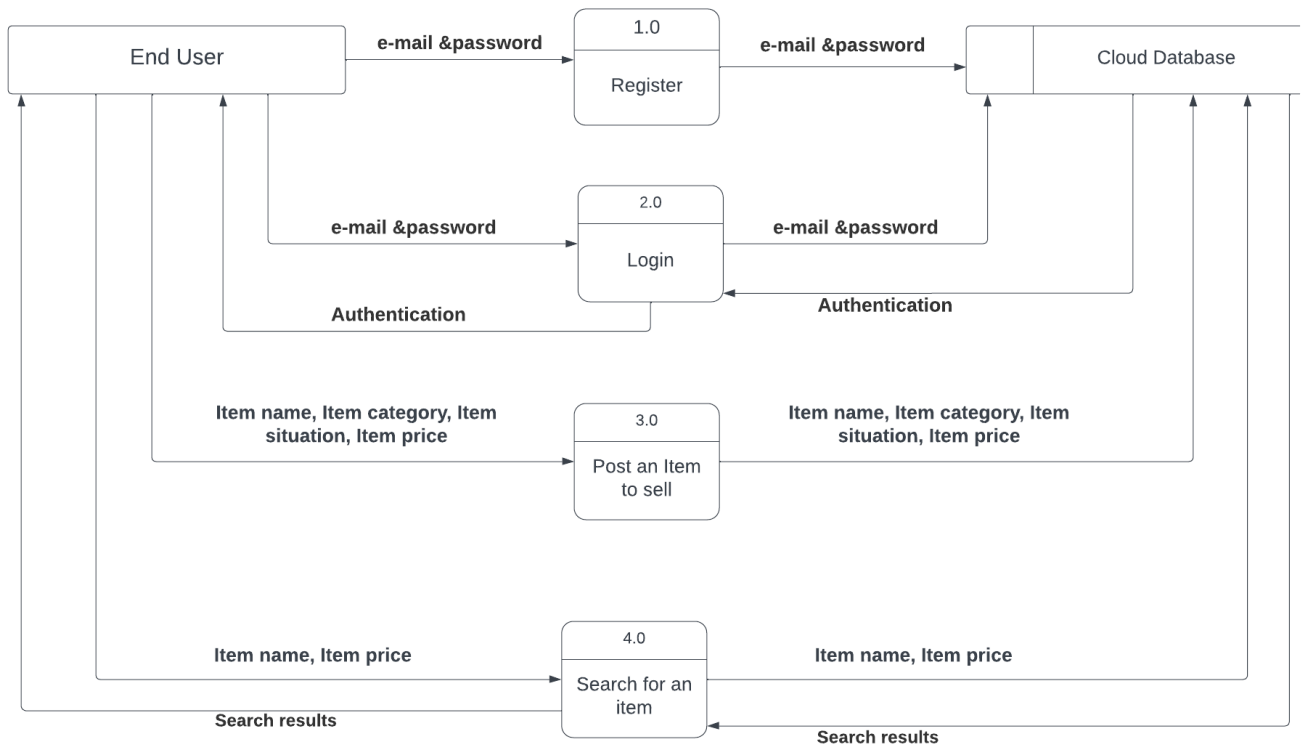 End User
e-mail &password
1.0
Register
e-mail &password
Cloud Database
e-mail &password
2.0
Login
e-mail &password
Authentication
Authentication
Item name, Item category, Item
situation, Item price
3.0
Post an Item
to sell
Item name, Item category, Item
situation, Item price
Item name, Item price
4.0
Search for an
item
Item name, Item price
Search results
Search results